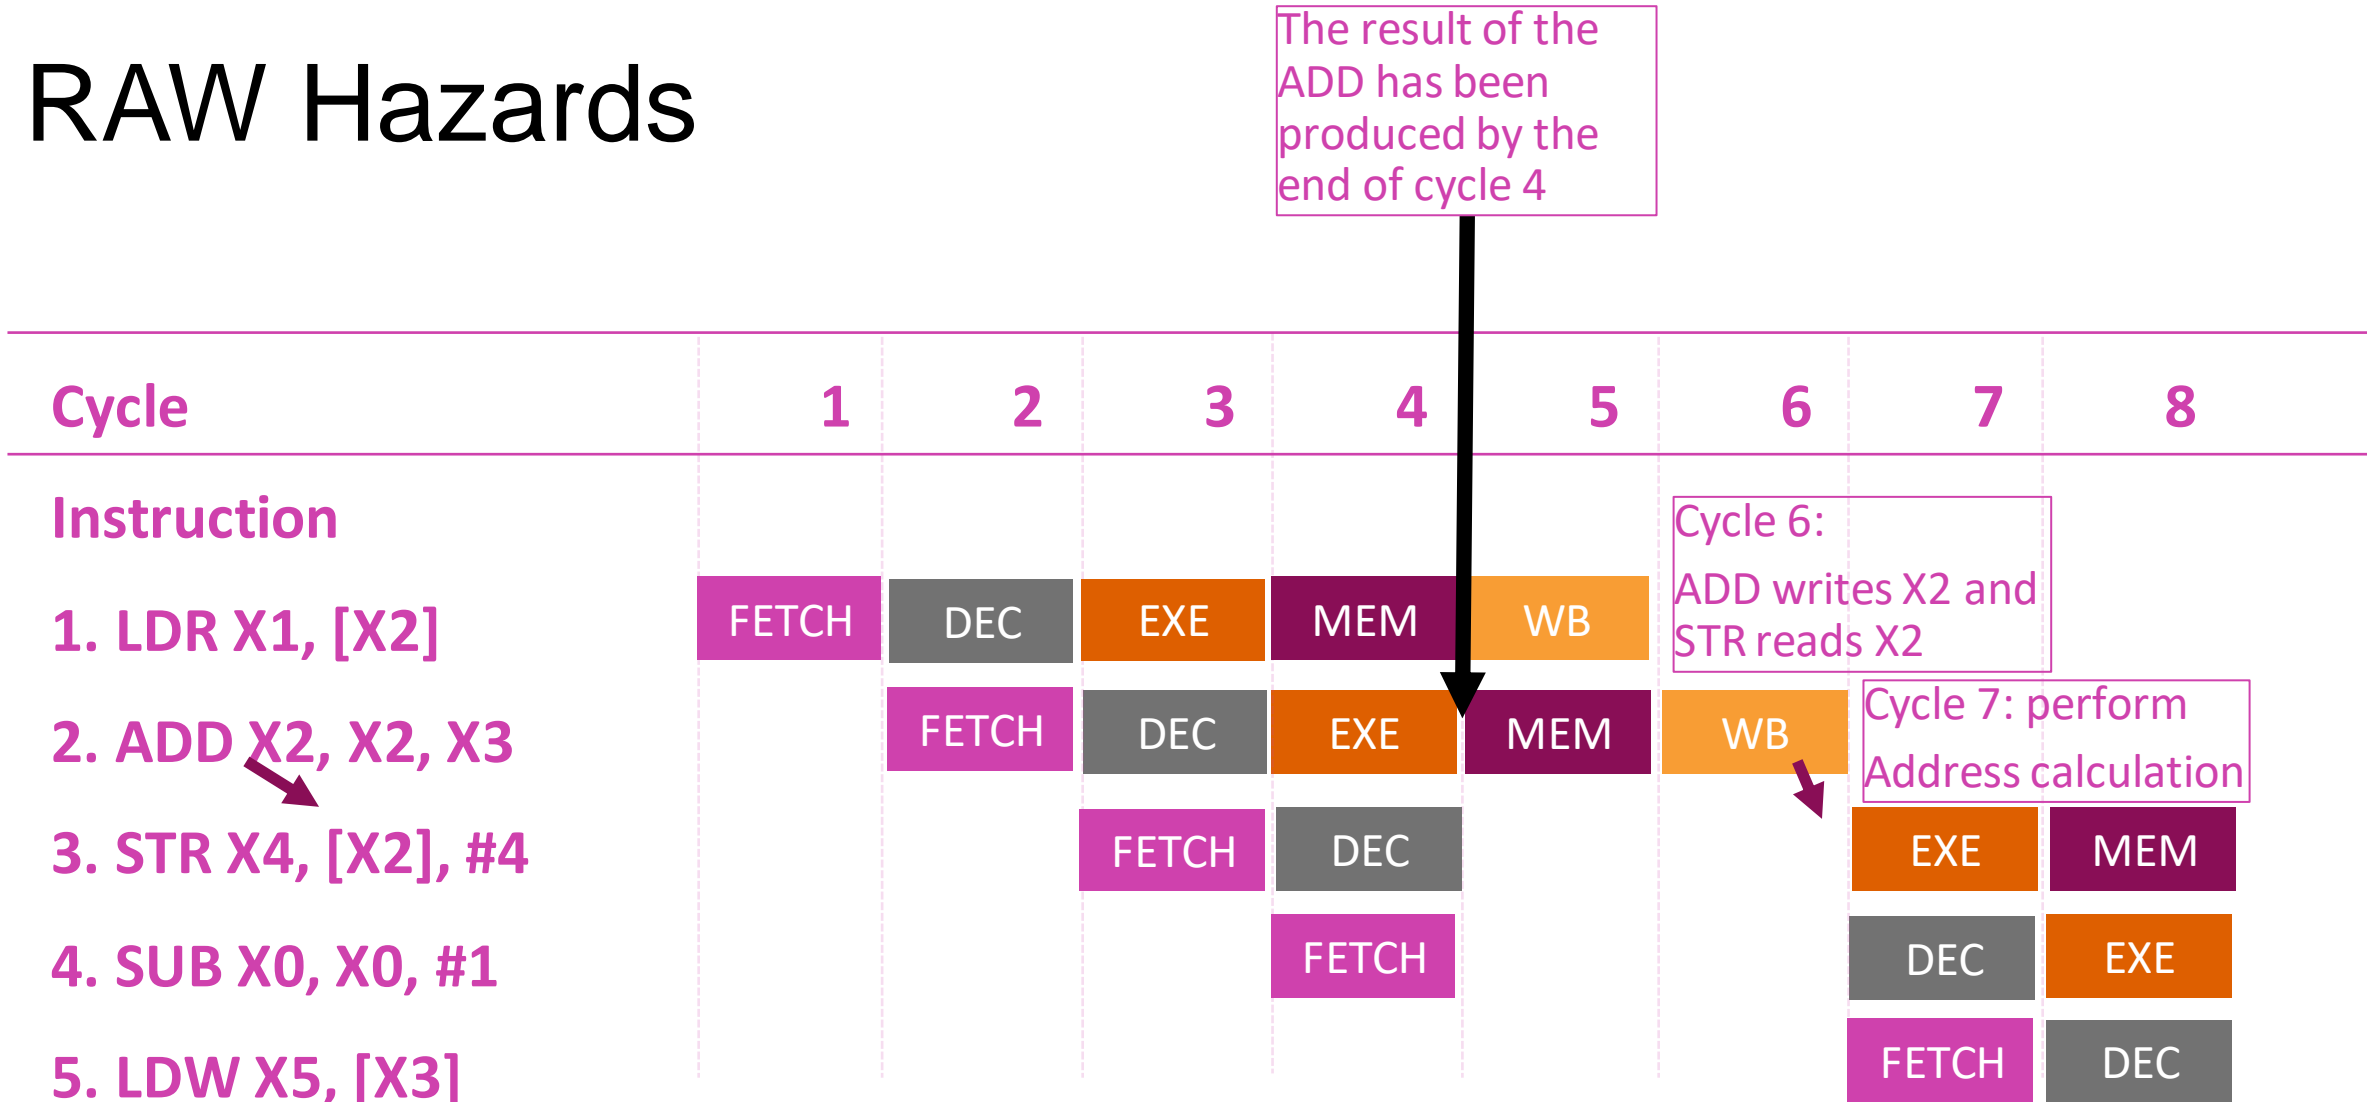 RAW Hazards
The result of the
ADD has been
produced by the
end of cycle 4
Cycle 1 2 3 4 5 6 7 8
Instruction
Cycle 6:
ADD writes X2 and
STR reads X2
1. LDR X1, [X2] FETCH DEC EXE MEM WB
Cycle 7: perform
Address calculation
2. ADD X2, X2, X3 FETCH DEC EXE MEM WB
3. STR X4, [X2], #4 FETCH DEC EXE MEM
4. SUB X0, X0, #1 FETCH DEC EXE
5. LDW X5, [X3] FETCH DEC